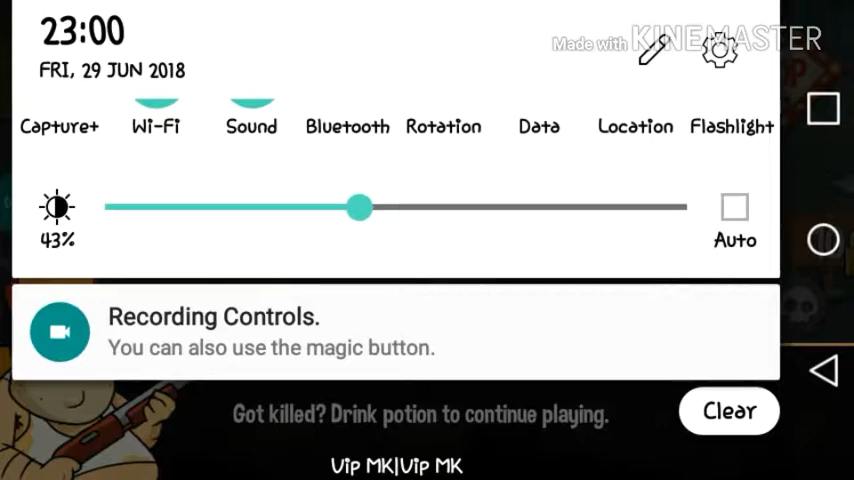 23:00
Made with KINEMASTER
FRI, 29 JUN 2018
Capture+ Wi-Fi Sound Bluetooth Rotation Data Location Flashlight
43% Auto
Recording Controls.
You can also use the magic button.
Got killed? Drink potion to continue playing.
Clear
Vip MK|Vip MK